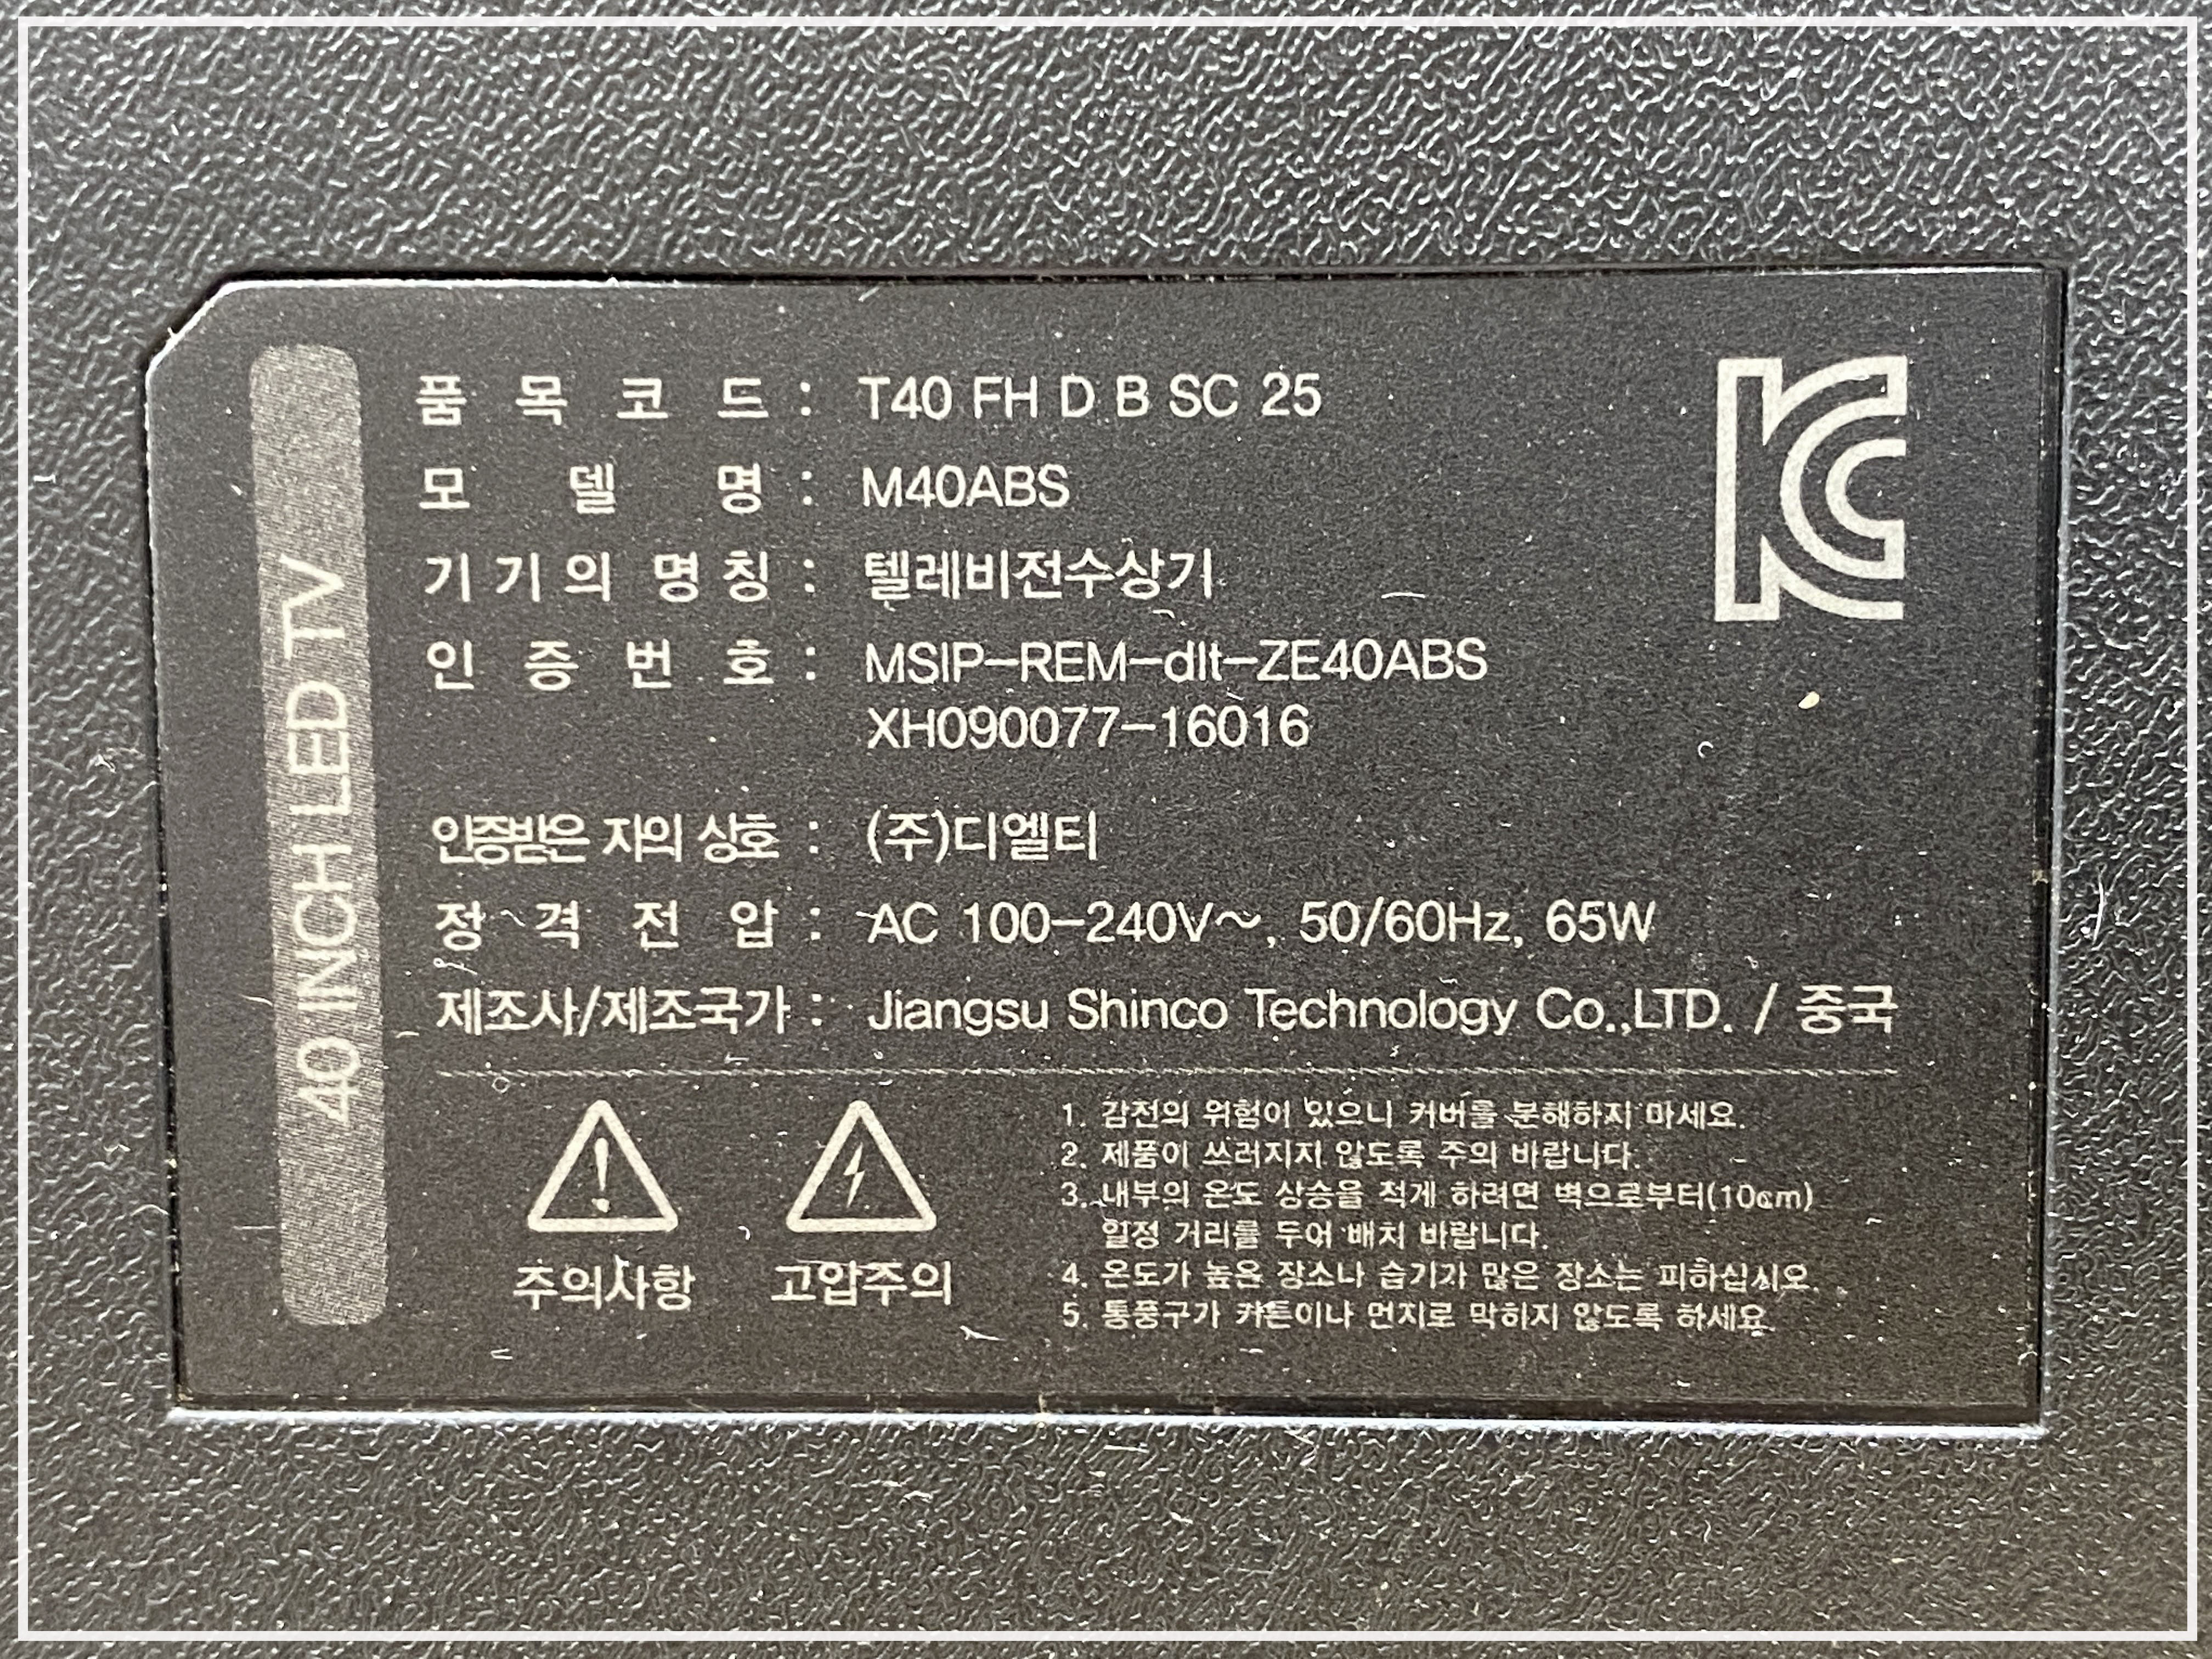 40 INCH LED TV
품목코드 : T40 FH D B SC 25
모델명 : M40ABS
기기의 명칭 : 텔레비전수상기
인증번호 : MSIP-REM-dlt-ZE40ABS
XH090077-16016
인증받은 자의 상호 : (주)디엘티
정격전압 : AC 100-240V~, 50/60Hz, 65W
제조사/제조국가 : Jiangsu Shinco Technology Co.,LTD. / 중국
KC
주의사항
고압주의
1. 감전의 위험이 있으니 커버를 분해하지 마세요.
2. 제품이 쓰러지지 않도록 주의 바랍니다.
3. 내부의 온도 상승을 적게 하려면 벽으로부터(10cm)
일정 거리를 두어 배치 바랍니다.
4. 온도가 높은 장소나 습기가 많은 장소는 피하십시오.
5. 통풍구가 커튼이나 먼지로 막히지 않도록 하세요.